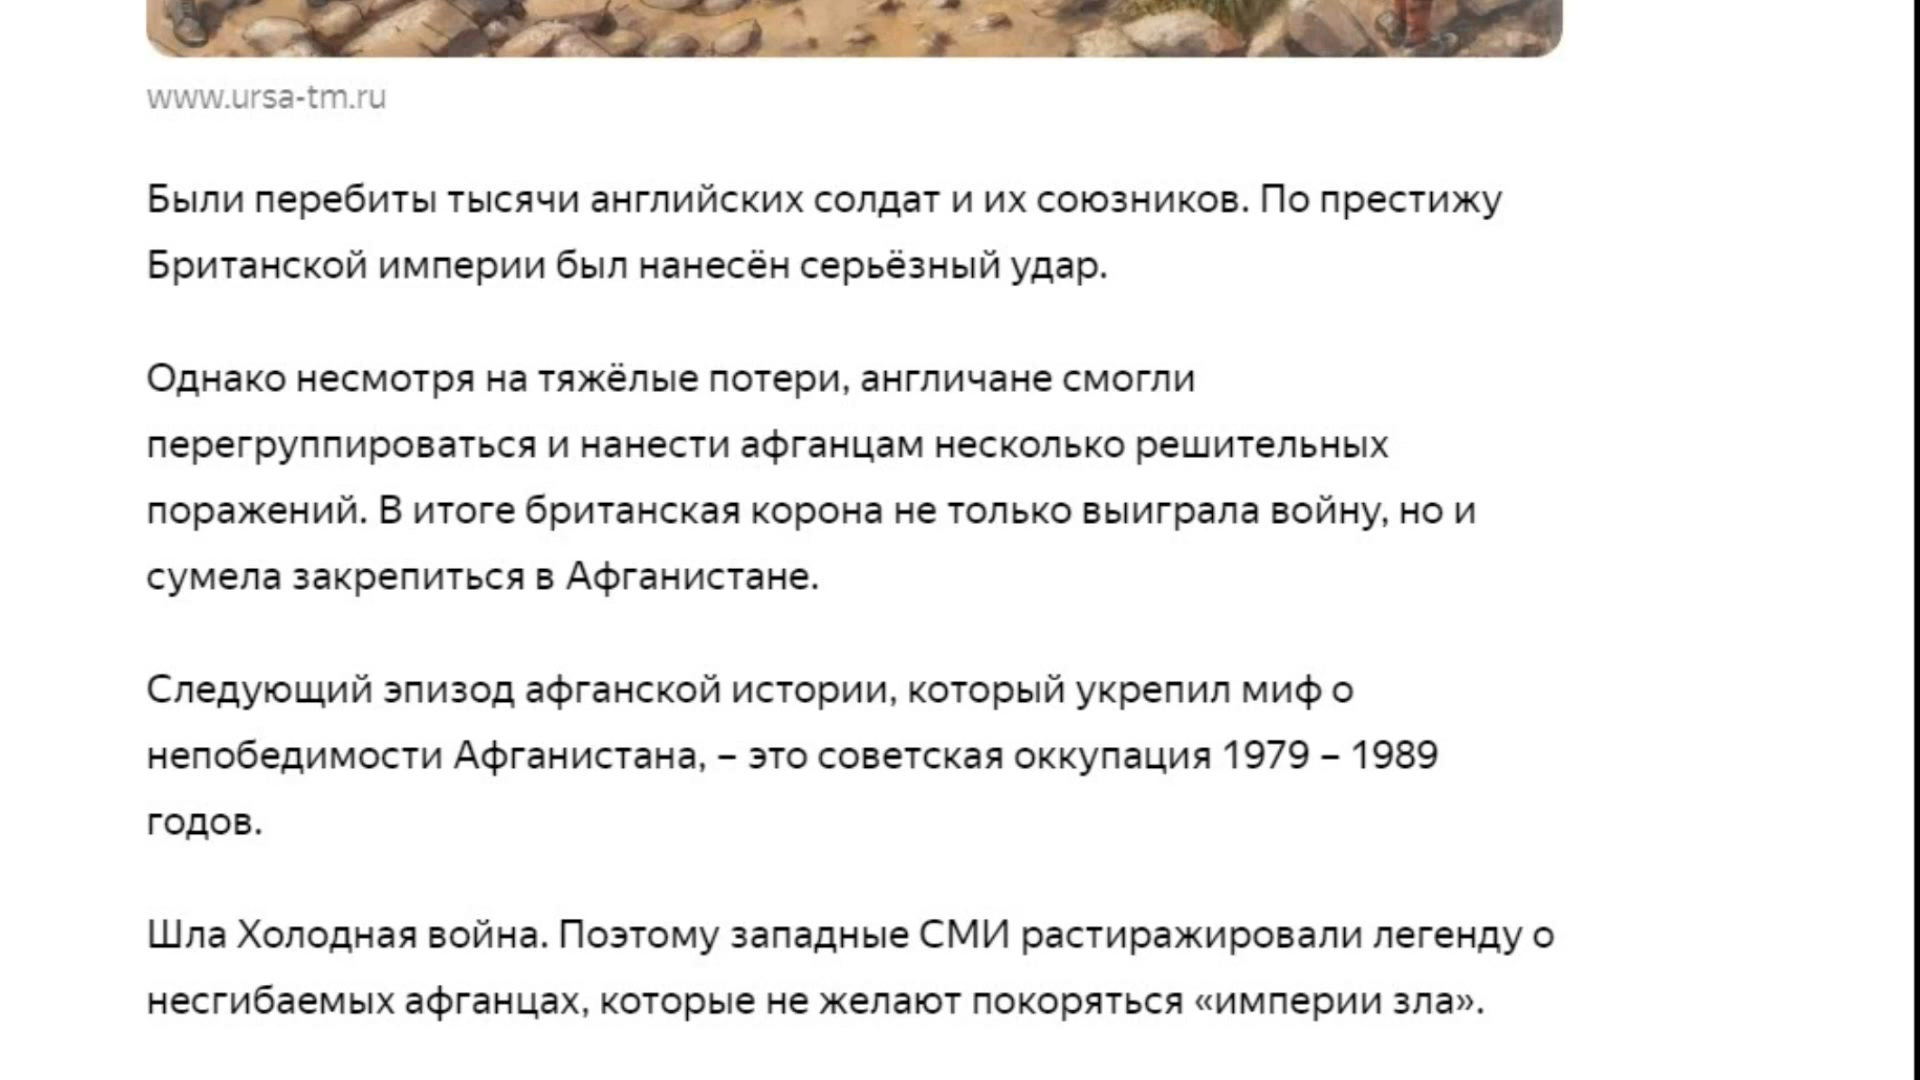 www.ursa-tm.ru
Были перебиты тысячи английских солдат и их союзников. По престижу
Британской империи был нанесён серьёзный удар.
Однако несмотря на тяжёлые потери, англичане смогли
перегруппироваться и нанести афганцам несколько решительных
поражений. В итоге британская корона не только выиграла войну, но и
сумела закрепиться в Афганистане.
Следующий эпизод афганской истории, который укрепил миф о
непобедимости Афганистана, – это советская оккупация 1979 – 1989
годов.
Шла Холодная война. Поэтому западные СМИ растиражировали легенду о
несгибаемых афганцах, которые не желают покоряться «империи зла».